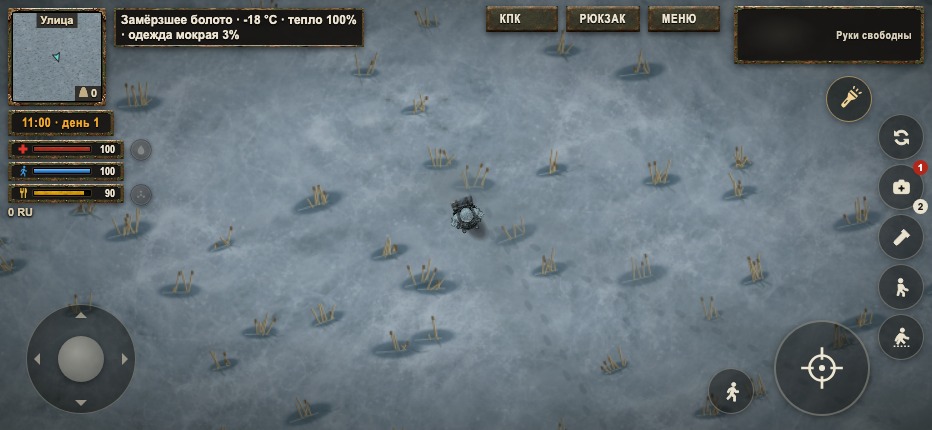 Улица
Замёрзшее болото · -18 °C · тепло 100%
· одежда мокрая 3%
КПК
РЮКЗАК
МЕНЮ
Руки свободны
0
11:00 · день 1
100
100
90
0 RU
1
2